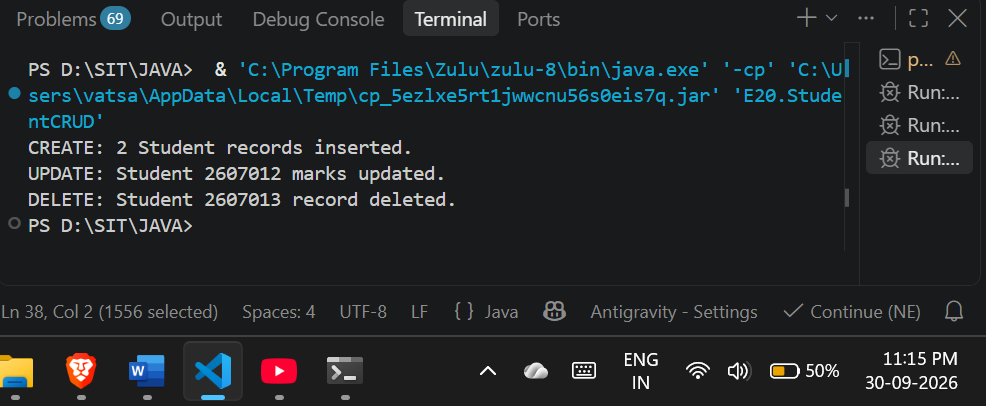 Problems 69 Output Debug Console Terminal Ports
PS D:\SIT\JAVA>  & 'C:\Program Files\Zulu\zulu-8\bin\java.exe' '-cp' 'C:\U
sers\vatsa\AppData\Local\Temp\cp_5ezlxe5rt1jwwcnu56s0eis7q.jar' 'E20.Stude
ntCRUD'
CREATE: 2 Student records inserted.
UPDATE: Student 2607012 marks updated.
DELETE: Student 2607013 record deleted.
PS D:\SIT\JAVA>
p...
Run:...
Run:...
Run:...
Ln 38, Col 2 (1556 selected) Spaces: 4 UTF-8 LF {} Java Antigravity - Settings Continue (NE)
W
ENG
IN
50%
11:15 PM
30-09-2026